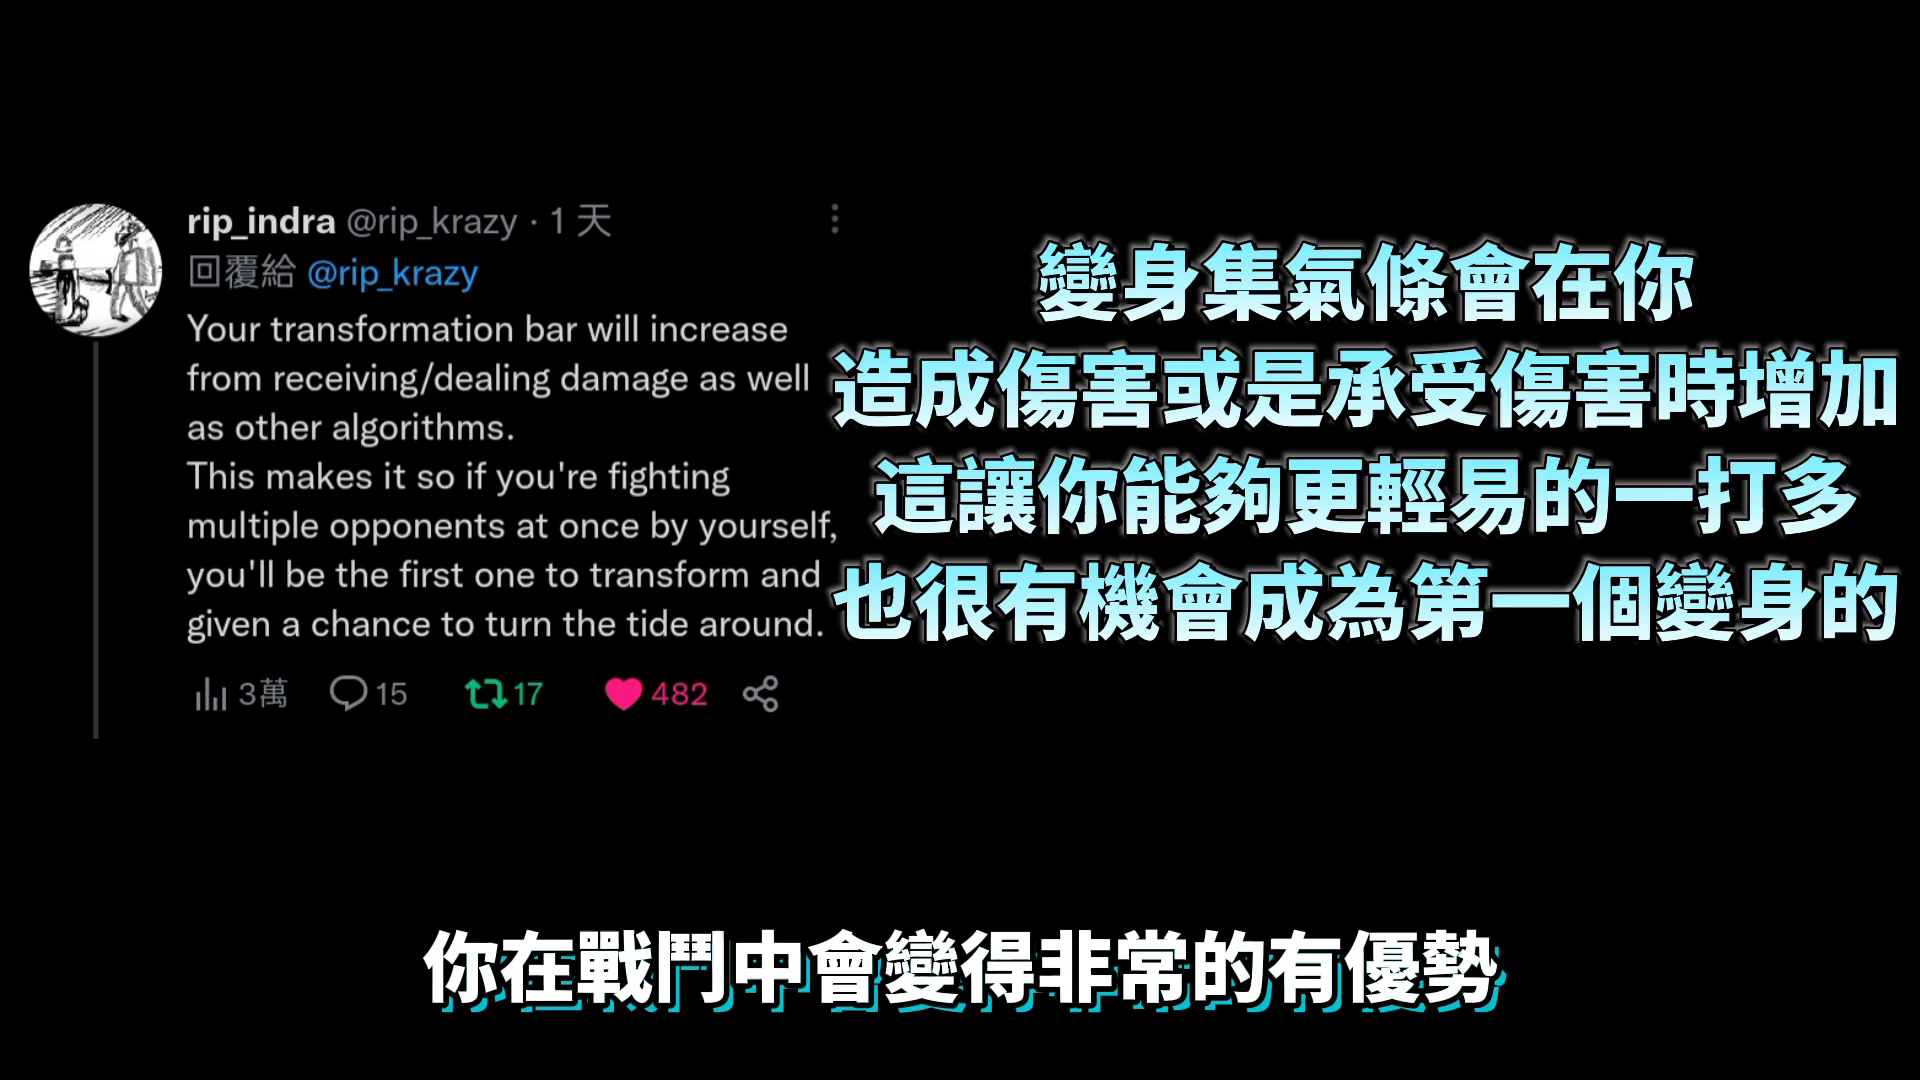 rip_indra @rip_krazy · 1 天
回覆給 @rip_krazy
Your transformation bar will increase
from receiving/dealing damage as well
as other algorithms.
This makes it so if you're fighting
multiple opponents at once by yourself,
you'll be the first one to transform and
given a chance to turn the tide around.
3萬 15 17 482
變身集氣條會在你
造成傷害或是承受傷害時增加
這讓你能夠更輕易的一打多
也很有機會成為第一個變身的
你在戰鬥中會變得非常的有優勢